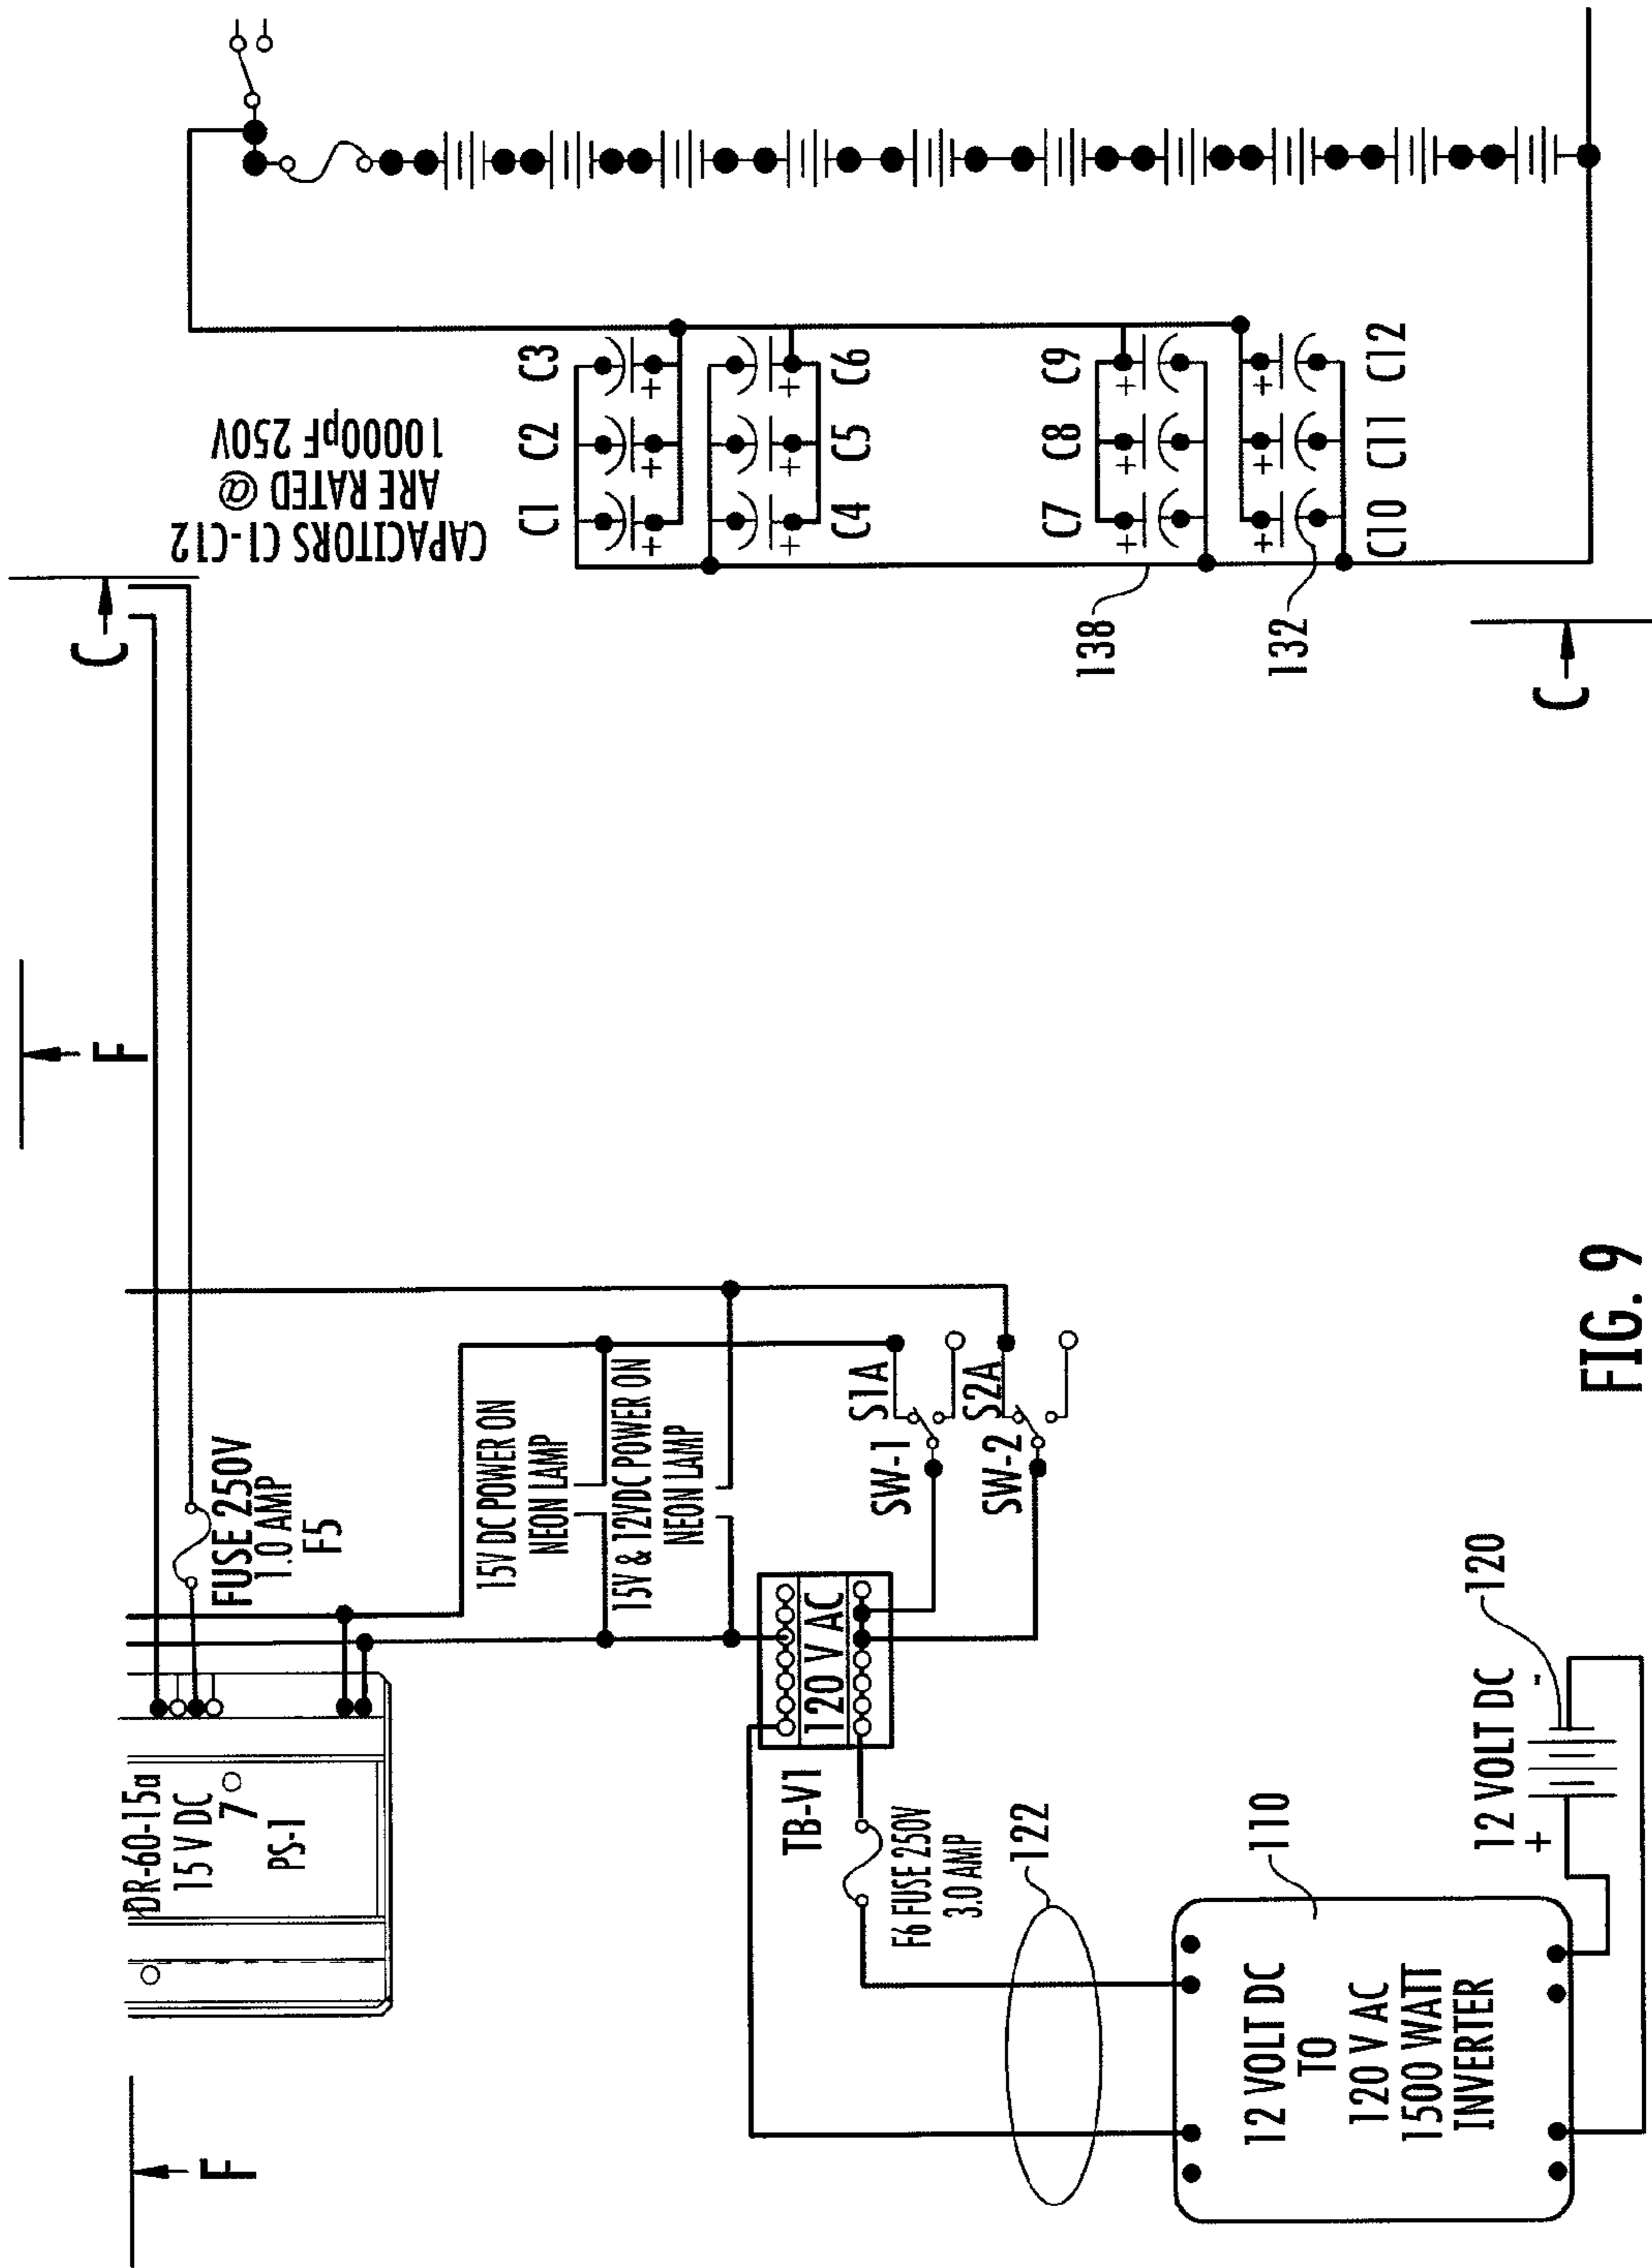 F
F
C
C
DR-60-15a
15 V DC
7
PS-1
FUSE 250V
1.0 AMP
F5
15V DC POWER ON
NEON LAMP
15V & 12VDC POWER ON
NEON LAMP
120 V AC
TB-V1
F6 FUSE 250V
3.0 AMP
S1A
SW-1
S2A
SW-2
122
110
12 VOLT DC
TO
120 V AC
1500 WATT
INVERTER
12 VOLT DC
+
-
120
CAPACITORS C1-C12
ARE RATED @
10000pF 250V
C1
C2
C3
+
+
+
C4
C5
C6
+
+
+
C7
C8
C9
+
+
+
C10
C11
C12
+
+
+
138
132
FIG. 9